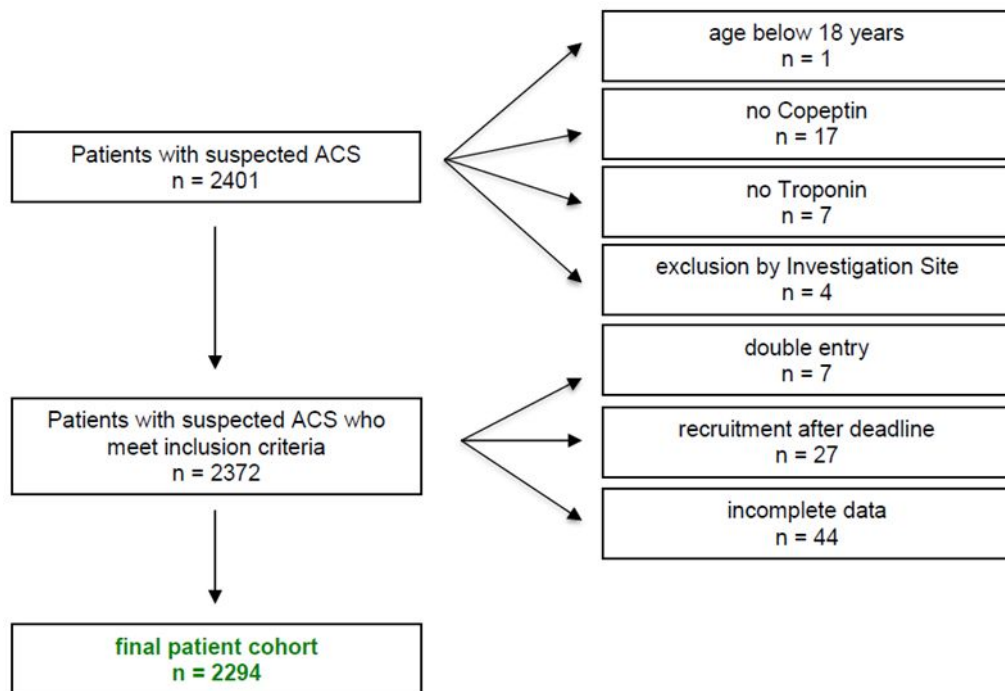 Patients with suspected ACS
n = 2401
age below 18 years
n = 1
no Copeptin
n = 17
no Troponin
n = 7
exclusion by Investigation Site
n = 4
Patients with suspected ACS who
meet inclusion criteria
n = 2372
double entry
n = 7
recruitment after deadline
n = 27
incomplete data
n = 44
final patient cohort
n = 2294